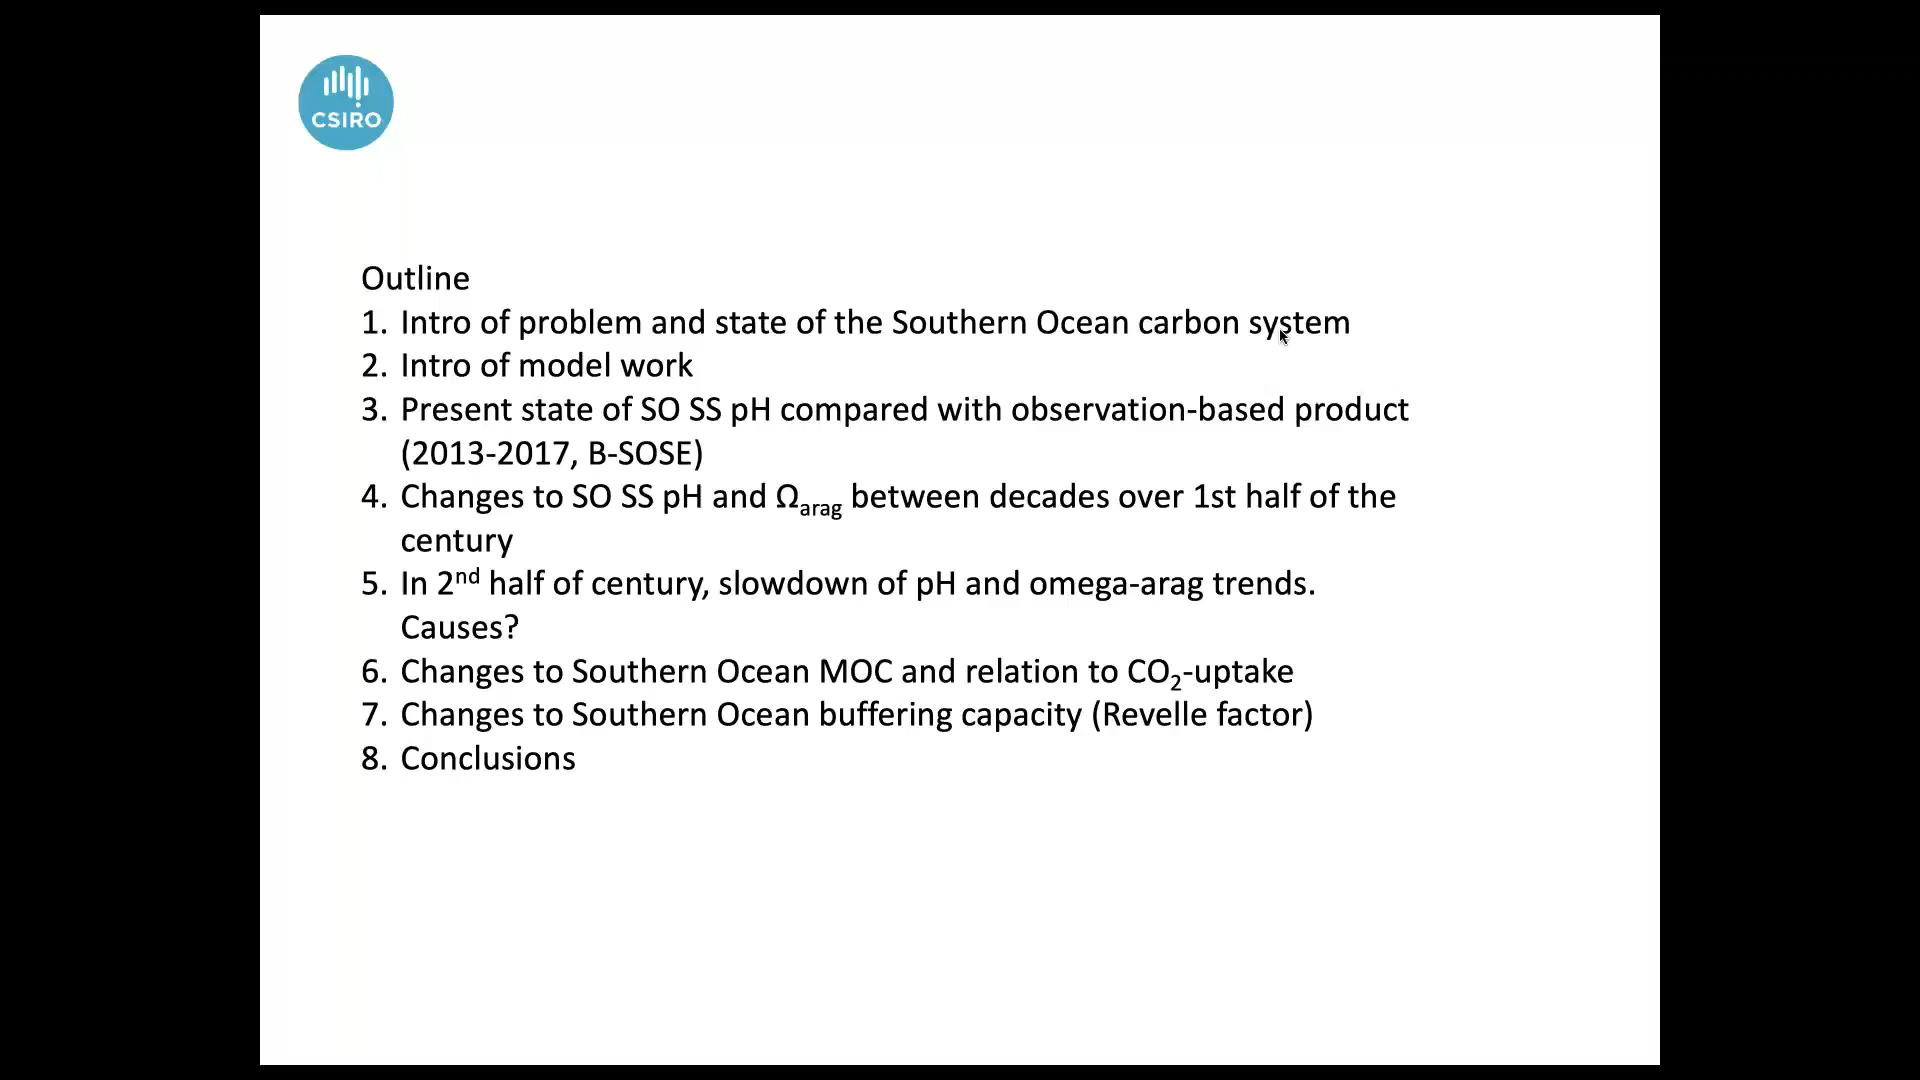 CSIRO
Outline
1. Intro of problem and state of the Southern Ocean carbon system
2. Intro of model work
3. Present state of SO SS pH compared with observation-based product
(2013-2017, B-SOSE)
4. Changes to SO SS pH and Ωarag between decades over 1st half of the
century
5. In 2nd half of century, slowdown of pH and omega-arag trends.
Causes?
6. Changes to Southern Ocean MOC and relation to CO₂-uptake
7. Changes to Southern Ocean buffering capacity (Revelle factor)
8. Conclusions